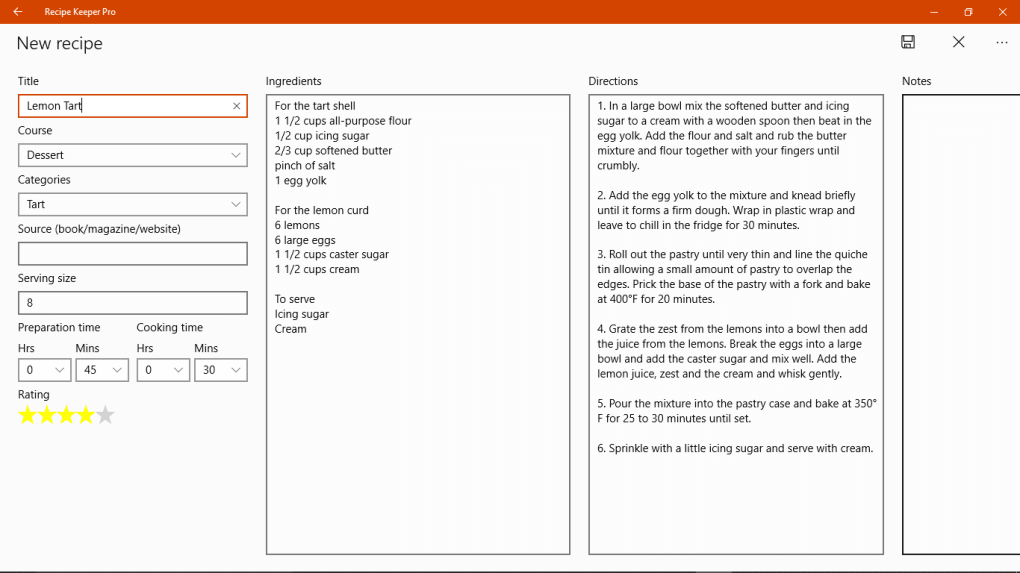 Recipe Keeper Pro
New recipe
Title
Lemon Tart
Course
Dessert
Categories
Tart
Source (book/magazine/website)
Serving size
8
Preparation time
Cooking time
Hrs
Mins
Hrs
Mins
0
45
0
30
Rating
Ingredients
For the tart shell
1 1/2 cups all-purpose flour
1/2 cup icing sugar
2/3 cup softened butter
pinch of salt
1 egg yolk
For the lemon curd
6 lemons
6 large eggs
1 1/2 cups caster sugar
1 1/2 cups cream
To serve
Icing sugar
Cream
Directions
1. In a large bowl mix the softened butter and icing
sugar to a cream with a wooden spoon then beat in the
egg yolk. Add the flour and salt and rub the butter
mixture and flour together with your fingers until
crumbly.
2. Add the egg yolk to the mixture and knead briefly
until it forms a firm dough. Wrap in plastic wrap and
leave to chill in the fridge for 30 minutes.
3. Roll out the pastry until very thin and line the quiche
tin allowing a small amount of pastry to overlap the
edges. Prick the base of the pastry with a fork and bake
at 400°F for 20 minutes.
4. Grate the zest from the lemons into a bowl then add
the juice from the lemons. Break the eggs into a large
bowl and add the caster sugar and mix well. Add the
lemon juice, zest and the cream and whisk gently.
5. Pour the mixture into the pastry case and bake at 350°
F for 25 to 30 minutes until set.
6. Sprinkle with a little icing sugar and serve with cream.
Notes